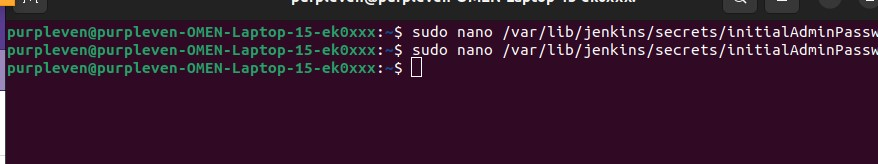 purpleven@purpleven-OMEN-Laptop-15-ek0xxx:~$ sudo nano /var/lib/jenkins/secrets/initialAdminPassw
purpleven@purpleven-OMEN-Laptop-15-ek0xxx:~$ sudo nano /var/lib/jenkins/secrets/initialAdminPassw
purpleven@purpleven-OMEN-Laptop-15-ek0xxx:~$